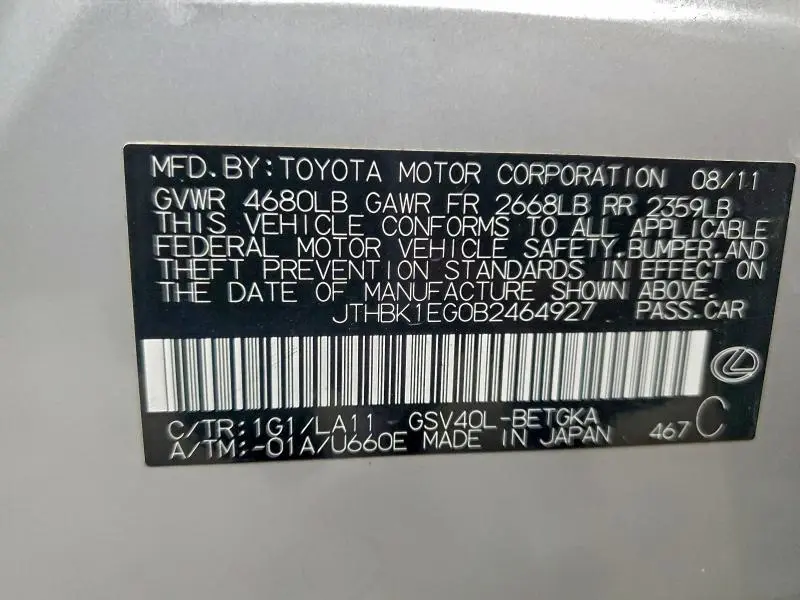 MFD.BY:TOYOTA MOTOR CORPORATION 08/11
GVWR 4680LB GAWR FR 2668LB RR 2359LB
THIS VEHICLE CONFORMS TO ALL APPLICABLE
FEDERAL MOTOR VEHICLE SAFETY.BUMPER.AND
THEFT PREVENTION STANDARDS IN EFFECT ON
THE DATE OF MANUFACTURE SHOWN ABOVE.
JTHBK1EG0B2464927 PASS.CAR
C/TR:1G1/LA11 GSV40L-BETGKA
A/TM:-01A/U660E MADE IN JAPAN 467 C